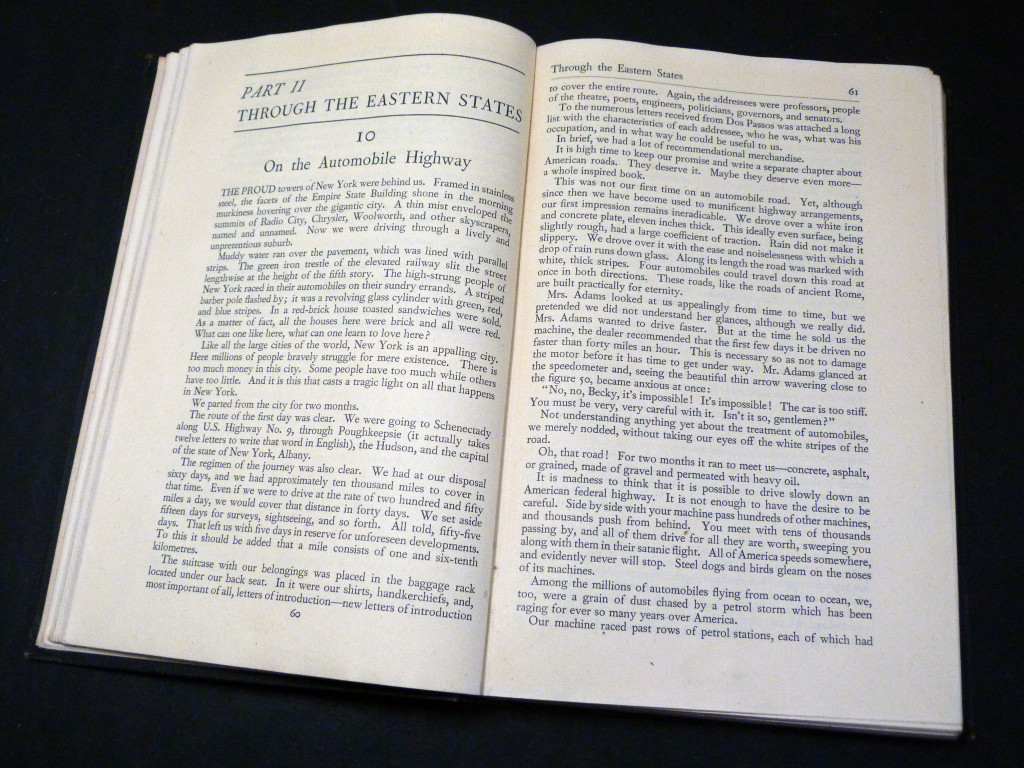 PART II
THROUGH THE EASTERN STATES
10
On the Automobile Highway
THE PROUD towers of New York were behind us. Framed in stainless
steel, the facets of the Empire State Building shone in the morning
murkiness hovering over the gigantic city. A thin mist enveloped the
summits of Radio City, Chrysler, Woolworth, and other skyscrapers,
named and unnamed. Now we were driving through a lively and
unpretentious suburb.
Muddy water ran over the pavement, which was lined with parallel
strips. The green iron trestle of the elevated railway slit the street
lengthwise at the height of the fifth story. The high-strung people of
New York raced in their automobiles on their sundry errands. A striped
barber pole flashed by; it was a revolving glass cylinder with green, red,
and blue stripes. In a red-brick house toasted sandwiches were sold.
As a matter of fact, all the houses here were brick and all were red.
What can one like here, what can one learn to love here?
Like all the large cities of the world, New York is an appalling city.
Here millions of people bravely struggle for mere existence. There is
too much money in this city. Some people have too much while others
have too little. And it is this that casts a tragic light on all that happens
in New York.
We parted from the city for two months.
The route of the first day was clear. We were going to Schenectady
along U.S. Highway No. 9, through Poughkeepsie (it actually takes
twelve letters to write that word in English), the Hudson, and the capital
of the state of New York, Albany.
The regimen of the journey was also clear. We had at our disposal
sixty days, and we had approximately ten thousand miles to cover in
that time. Even if we were to drive at the rate of two hundred and fifty
miles a day, we would cover that distance in forty days. We set aside
fifteen days for surveys, sightseeing, and so forth. All told, fifty-five
days. That left us with five days in reserve for unforeseen developments.
To this it should be added that a mile consists of one and six-tenth
kilometres.
The suitcase with our belongings was placed in the baggage rack
located under our back seat. In it were our shirts, handkerchiefs, and,
most important of all, letters of introduction—new letters of introduction
60
Through the Eastern States 61
to cover the entire route. Again, the addressees were professors, people
of the theatre, poets, engineers, politicians, governors, and senators.
To the numerous letters received from Dos Passos was attached a long
list with the characteristics of each addressee, who he was, what was his
occupation, and in what way he could be useful to us.
In brief, we had a lot of recommendational merchandise.
It is high time to keep our promise and write a separate chapter about
American roads. They deserve it. Maybe they deserve even more—
a whole inspired book.
This was not our first time on an automobile road. Yet, although
since then we have become used to munificent highway arrangements,
our first impression remains ineradicable. We drove over a white iron
and concrete plate, eleven inches thick. This ideally even surface, being
slightly rough, had a large coefficient of traction. Rain did not make it
slippery. We drove over it with the ease and noiselessness with which a
drop of rain runs down glass. Along its length the road was marked with
white, thick stripes. Four automobiles could travel down this road at
once in both directions. These roads, like the roads of ancient Rome,
are built practically for eternity.
Mrs. Adams looked at us appealingly from time to time, but we
pretended we did not understand her glances, although we really did.
Mrs. Adams wanted to drive faster. But at the time he sold us the
machine, the dealer recommended that the first few days it be driven no
faster than forty miles an hour. This is necessary so as not to damage
the motor before it has time to get under way. Mr. Adams glanced at
the speedometer and, seeing the beautiful thin arrow wavering close to
the figure 50, became anxious at once:
“No, no, Becky, it's impossible! It's impossible! The car is too stiff.
You must be very, very careful with it. Isn't it so, gentlemen?”
Not understanding anything yet about the treatment of automobiles,
we merely nodded, without taking our eyes off the white stripes of the
road.
Oh, that road! For two months it ran to meet us—concrete, asphalt,
or grained, made of gravel and permeated with heavy oil.
It is madness to think that it is possible to drive slowly down an
American federal highway. It is not enough to have the desire to be
careful. Side by side with your machine pass hundreds of other machines,
and thousands push from behind. You meet with tens of thousands
passing by, and all of them drive for all they are worth, sweeping you
along with them in their satanic flight. All of America speeds somewhere,
and evidently never will stop. Steel dogs and birds gleam on the noses
of its machines.
Among the millions of automobiles flying from ocean to ocean, we,
too, were a grain of dust chased by a petrol storm which has been
raging for ever so many years over America.
Our machine raced past rows of petrol stations, each of which had